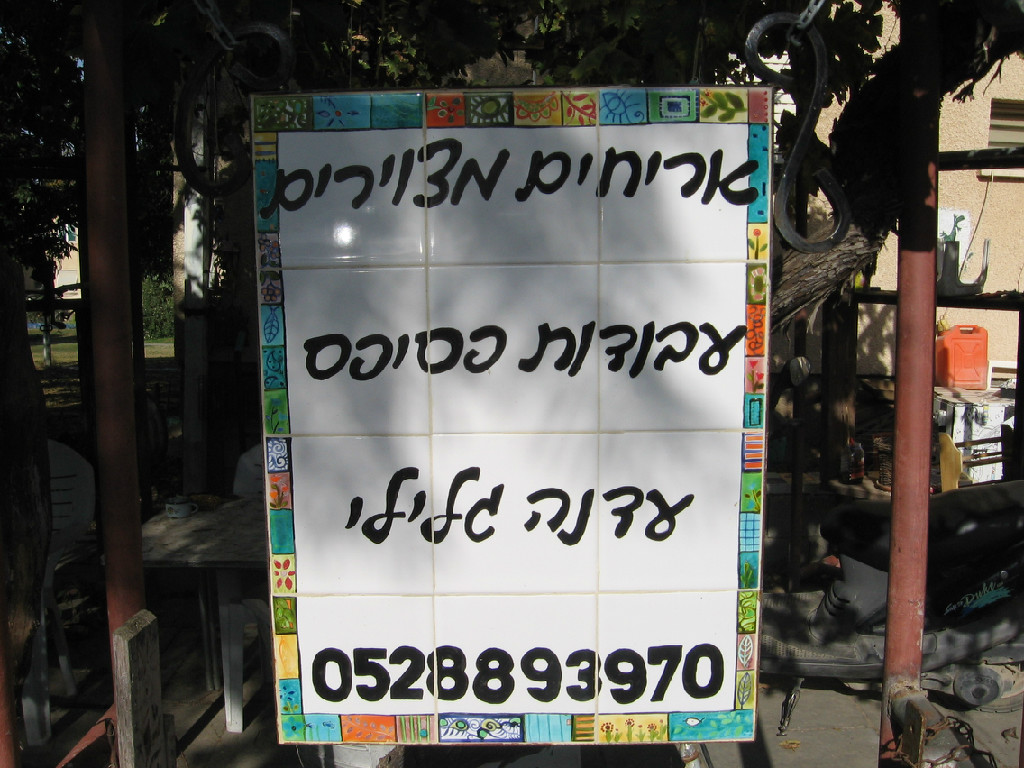 אריחים מצוירים
עבודות פסיפס
עדנה גלילי
0528893970